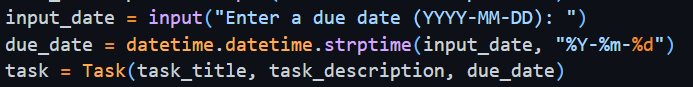 input_date = input("Enter a due date (YYYY-MM-DD): ")
due_date = datetime.datetime.strptime(input_date, "%Y-%m-%d")
task = Task(task_title, task_description, due_date)